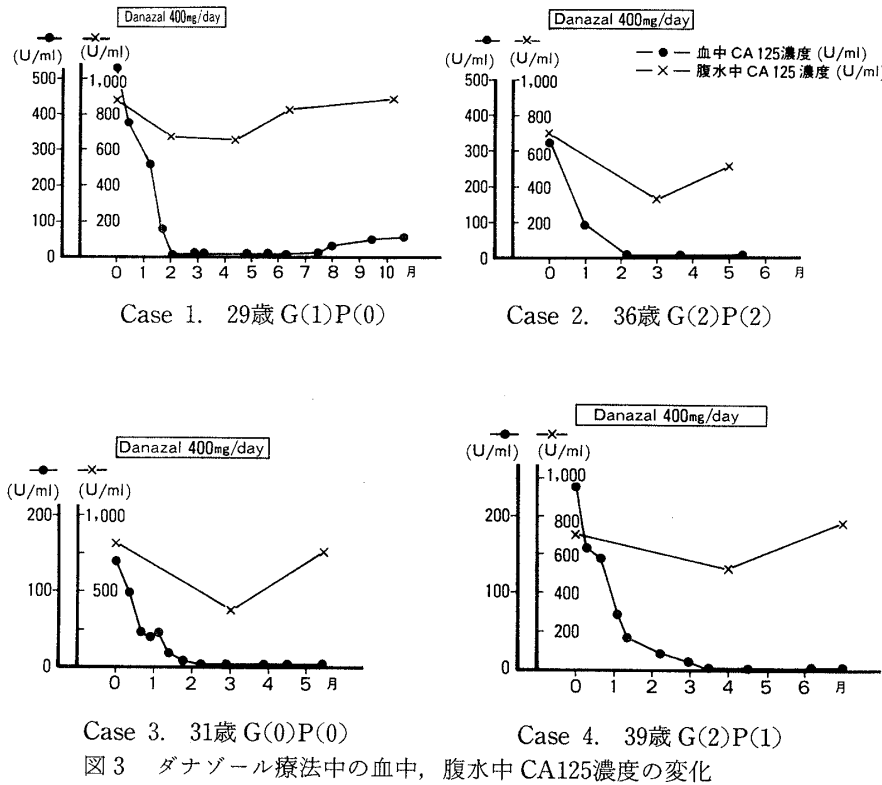 Danazal 400mg/day
(U/ml) (U/ml)
500
400
300
200
100
0
1,000
800
600
400
200
0 1 2 3 4 5 6 7 8 9 10 月
Case 1. 29歳 G(1)P(0)
Danazal 400mg/day
(U/ml) (U/ml)
血中 CA 125濃度 (U/ml)
腹水中 CA 125濃度 (U/ml)
500
400
300
200
100
0
1,000
800
600
400
200
0 1 2 3 4 5 6 月
Case 2. 36歳 G(2)P(2)
Danazal 400mg/day
(U/ml) (U/ml)
200
100
0
1,000
500
0 1 2 3 4 5 月
Case 3. 31歳 G(0)P(0)
Danazal 400mg/day
(U/ml) (U/ml)
200
100
0
1,000
800
600
400
200
0 1 2 3 4 5 6 月
Case 4. 39歳 G(2)P(1)
図3 ダナゾール療法中の血中，腹水中 CA125濃度の変化